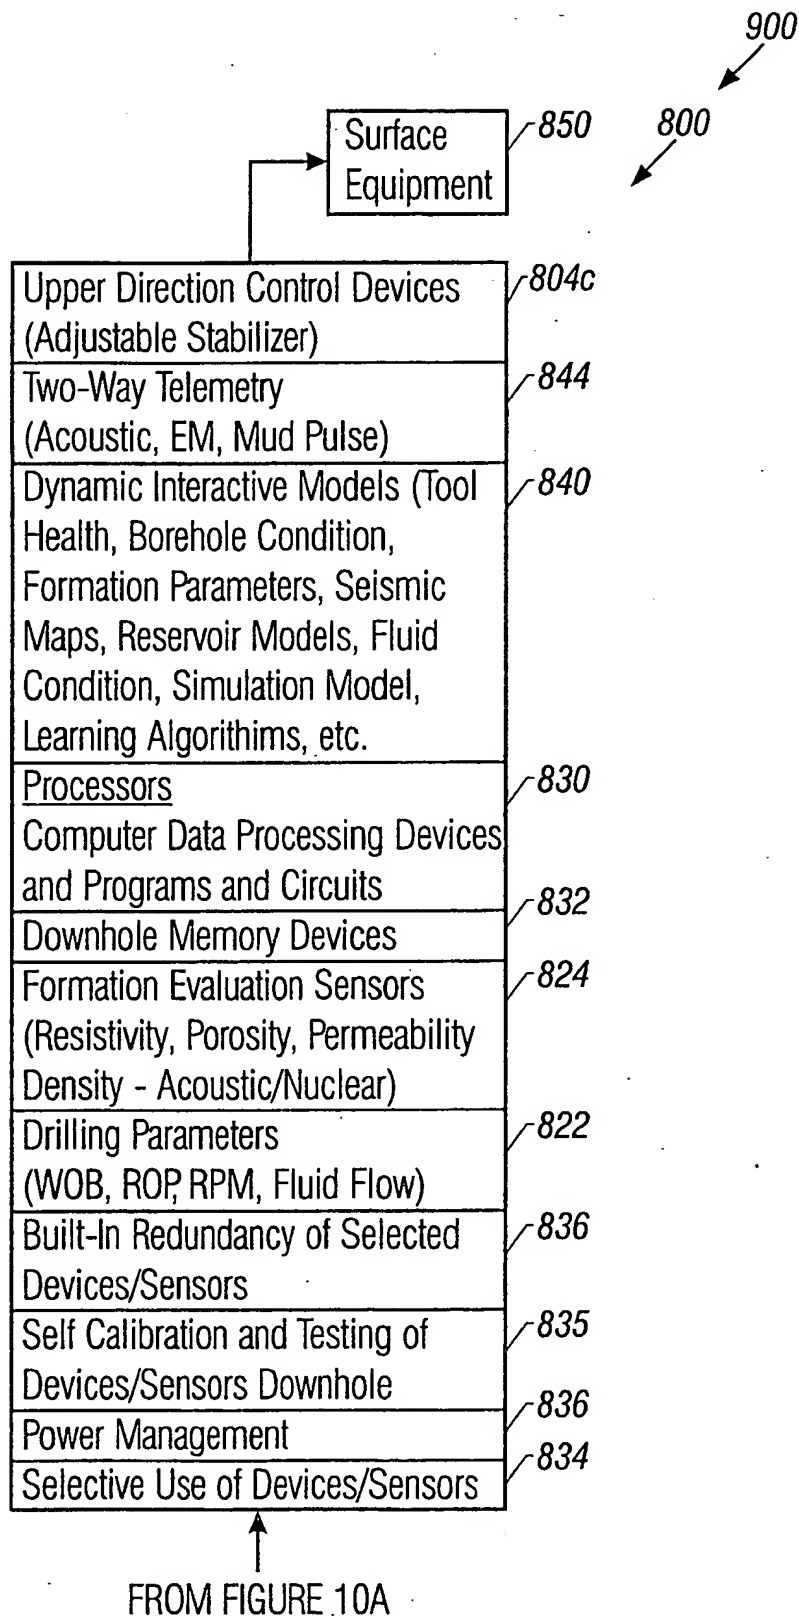 900
800
Surface
Equipment
850
Upper Direction Control Devices
(Adjustable Stabilizer)
804c
Two-Way Telemetry
(Acoustic, EM, Mud Pulse)
844
Dynamic Interactive Models (Tool
Health, Borehole Condition,
Formation Parameters, Seismic
Maps, Reservoir Models, Fluid
Condition, Simulation Model,
Learning Algorithims, etc.
840
Processors
Computer Data Processing Devices
and Programs and Circuits
830
Downhole Memory Devices
832
Formation Evaluation Sensors
(Resistivity, Porosity, Permeability
Density - Acoustic/Nuclear)
824
Drilling Parameters
(WOB, ROP, RPM, Fluid Flow)
822
Built-In Redundancy of Selected
Devices/Sensors
836
Self Calibration and Testing of
Devices/Sensors Downhole
835
Power Management
836
Selective Use of Devices/Sensors
834
FROM FIGURE 10A